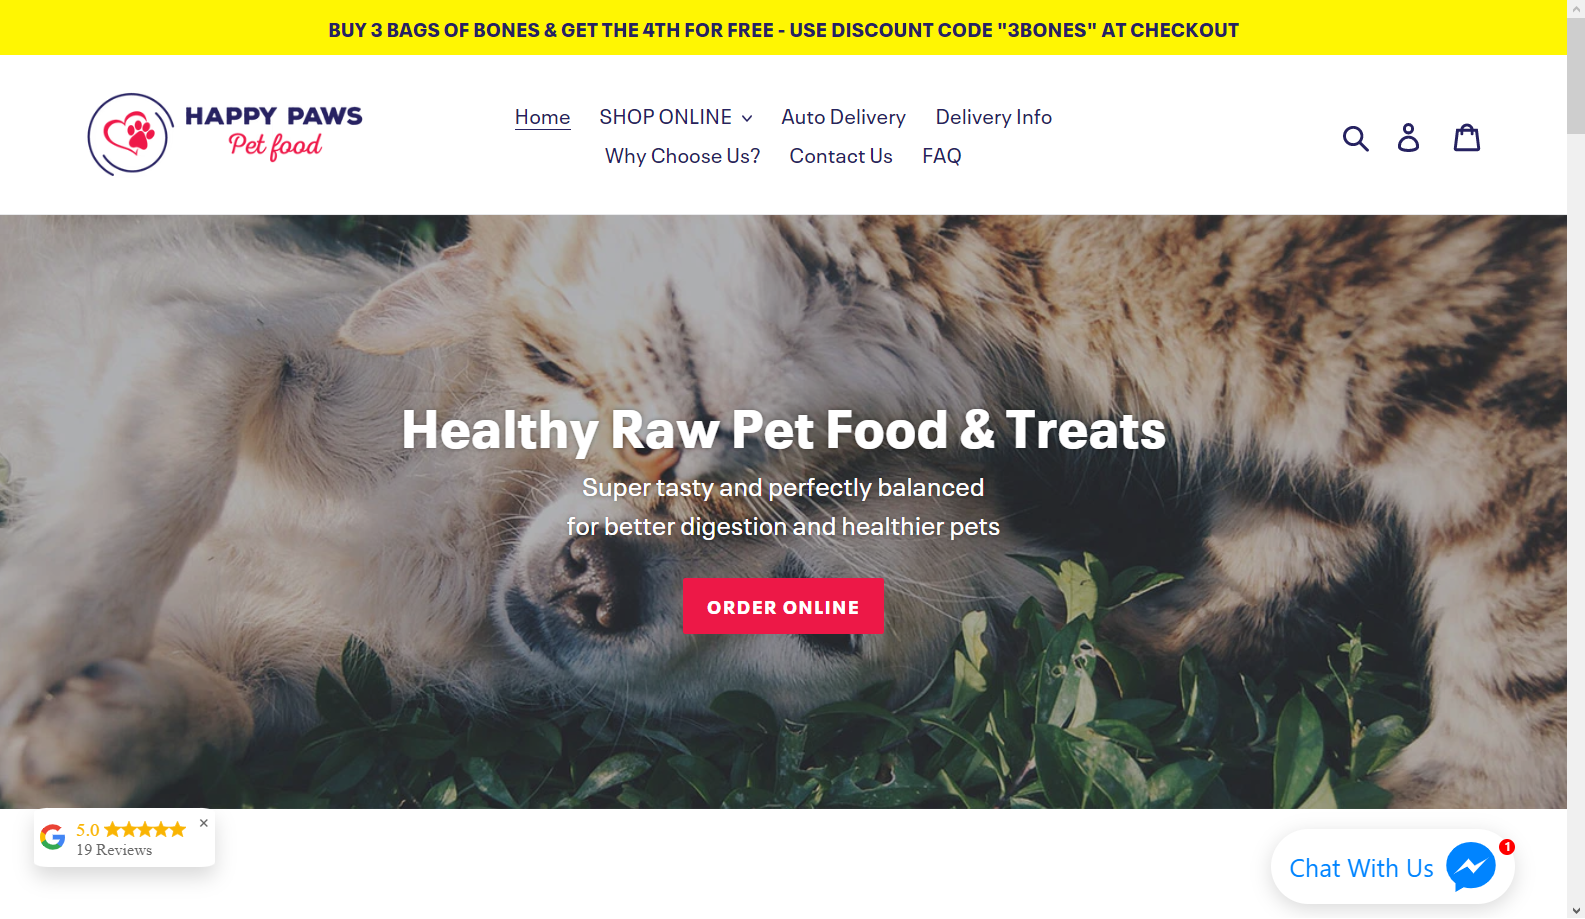 BUY 3 BAGS OF BONES & GET THE 4TH FOR FREE - USE DISCOUNT CODE "3BONES" AT CHECKOUT
HAPPY PAWS
Pet food
Home SHOP ONLINE Auto Delivery Delivery Info
Why Choose Us? Contact Us FAQ
Healthy Raw Pet Food & Treats
Super tasty and perfectly balanced
for better digestion and healthier pets
ORDER ONLINE
5.0
19 Reviews
Chat With Us
1